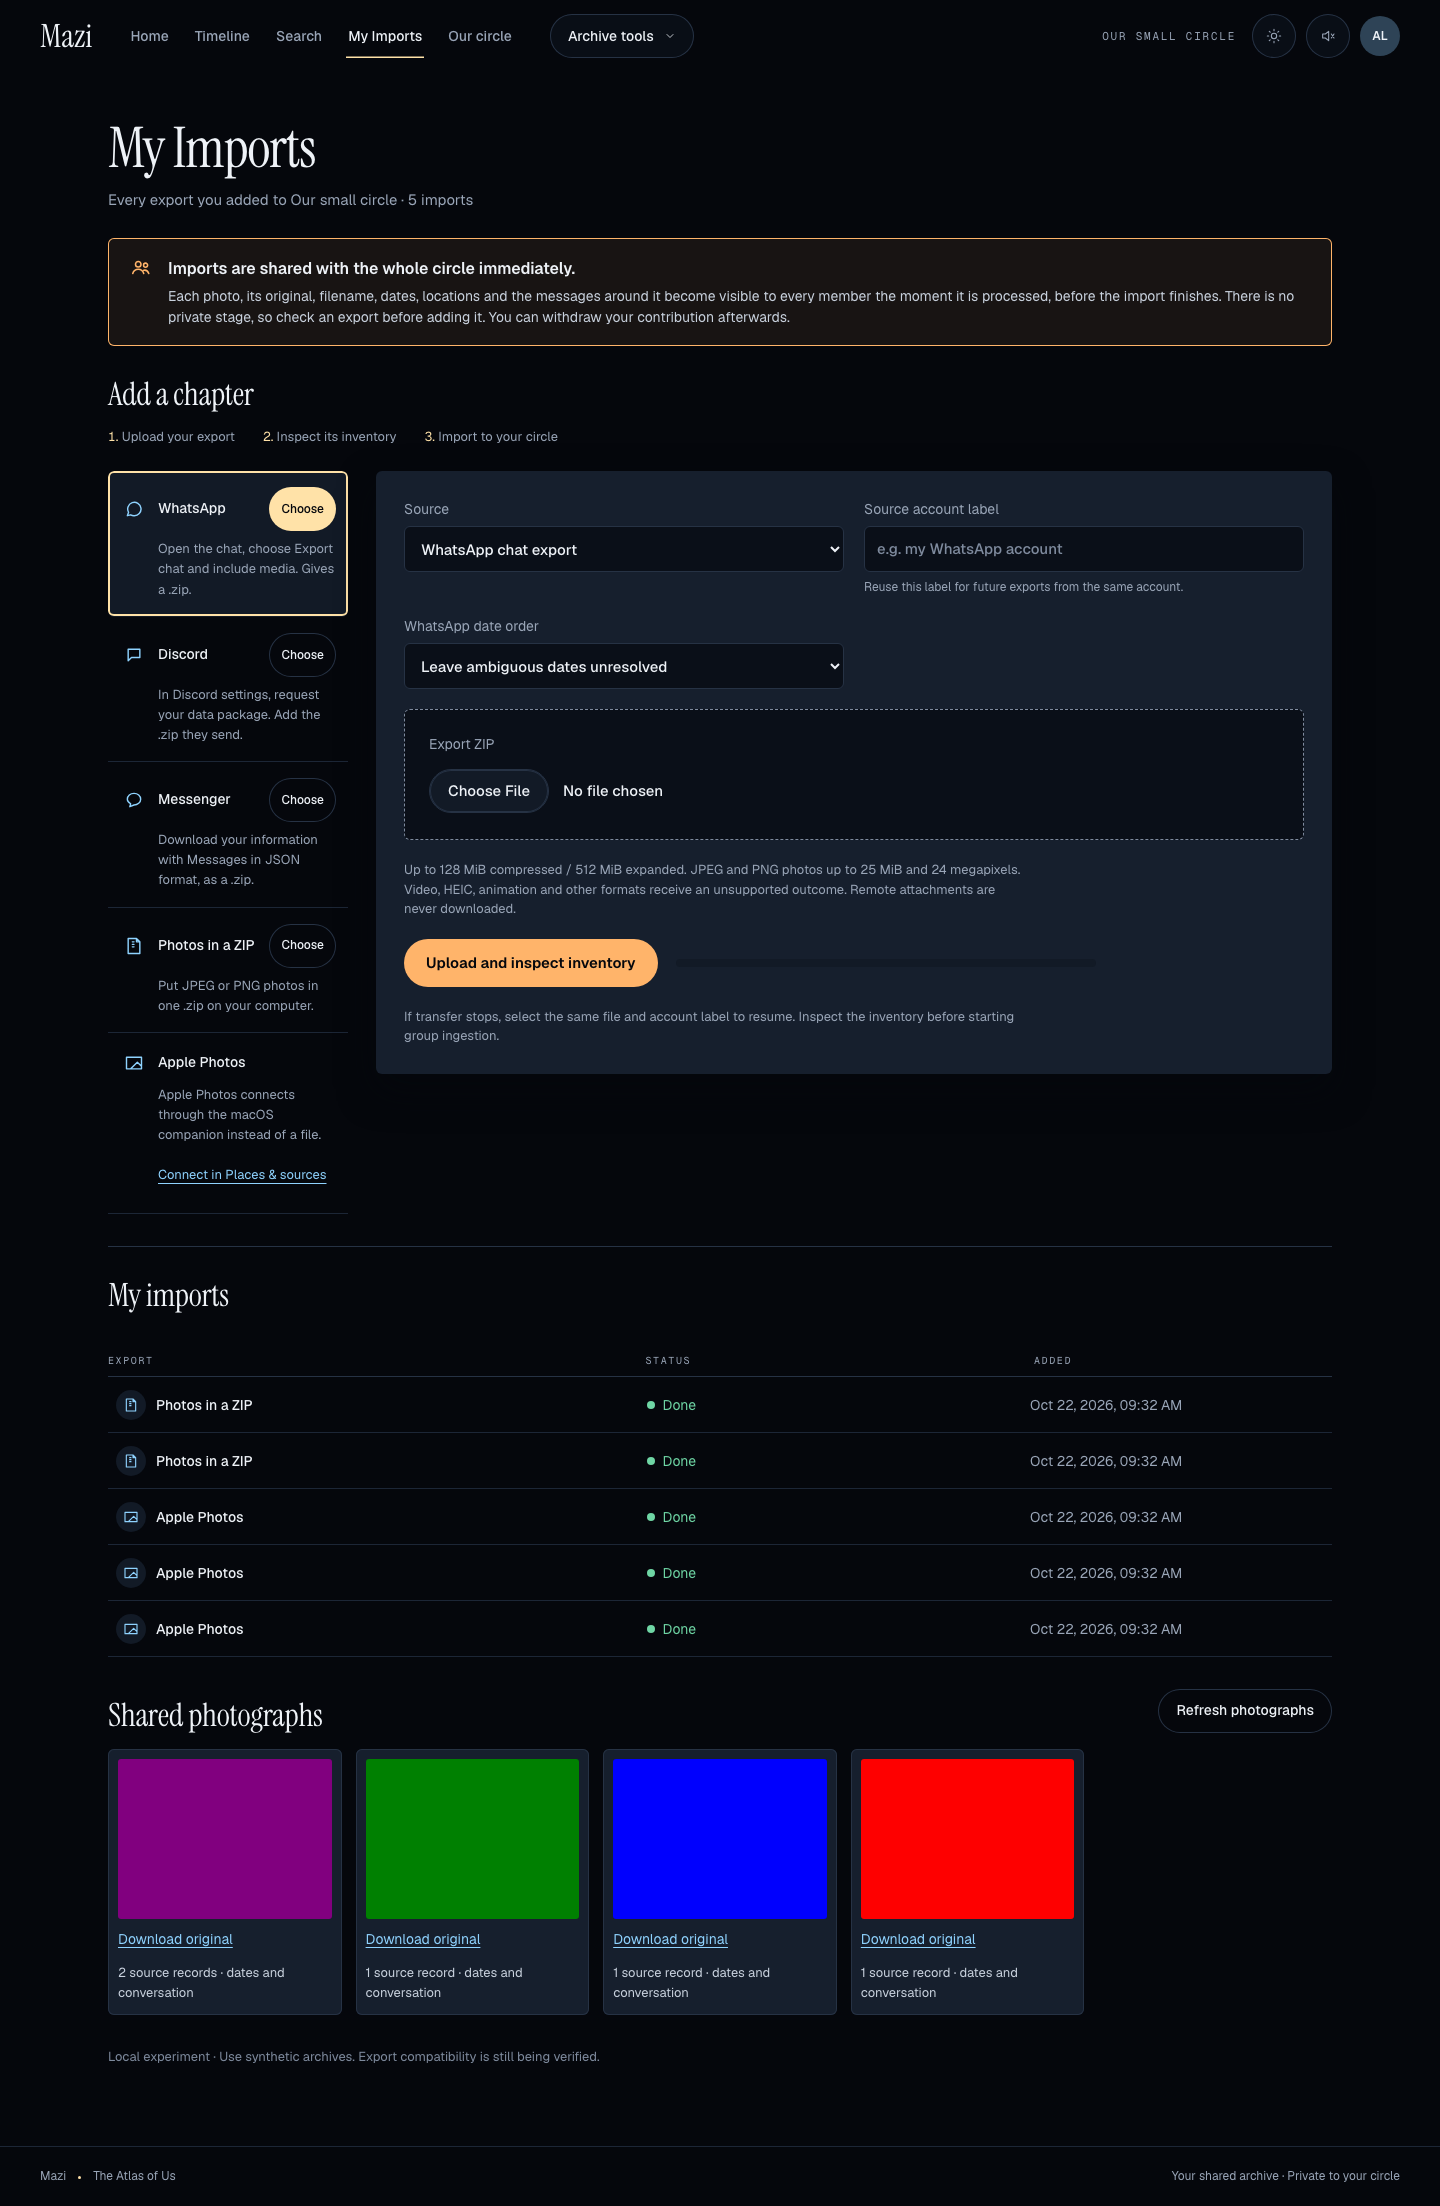 Mazi
Home
Timeline
Search
My Imports
Our circle
Archive tools
OUR SMALL CIRCLE
AL
My Imports
Every export you added to Our small circle · 5 imports
Imports are shared with the whole circle immediately.
Each photo, its original, filename, dates, locations and the messages around it become visible to every member the moment it is processed, before the import finishes. There is no
private stage, so check an export before adding it. You can withdraw your contribution afterwards.
Add a chapter
1. Upload your export
2. Inspect its inventory
3. Import to your circle
WhatsApp
Choose
Open the chat, choose Export
chat and include media. Gives
a .zip.
Discord
Choose
In Discord settings, request
your data package. Add the
.zip they send.
Messenger
Choose
Download your information
with Messages in JSON
format, as a .zip.
Photos in a ZIP
Choose
Put JPEG or PNG photos in
one .zip on your computer.
Apple Photos
Apple Photos connects
through the macOS
companion instead of a file.
Connect in Places & sources
Source
WhatsApp chat export
Source account label
e.g. my WhatsApp account
Reuse this label for future exports from the same account.
WhatsApp date order
Leave ambiguous dates unresolved
Export ZIP
Choose File
No file chosen
Up to 128 MiB compressed / 512 MiB expanded. JPEG and PNG photos up to 25 MiB and 24 megapixels.
Video, HEIC, animation and other formats receive an unsupported outcome. Remote attachments are
never downloaded.
Upload and inspect inventory
If transfer stops, select the same file and account label to resume. Inspect the inventory before starting
group ingestion.
My imports
EXPORT
STATUS
ADDED
Photos in a ZIP
Done
Oct 22, 2026, 09:32 AM
Photos in a ZIP
Done
Oct 22, 2026, 09:32 AM
Apple Photos
Done
Oct 22, 2026, 09:32 AM
Apple Photos
Done
Oct 22, 2026, 09:32 AM
Apple Photos
Done
Oct 22, 2026, 09:32 AM
Shared photographs
Refresh photographs
Download original
2 source records · dates and
conversation
Download original
1 source record · dates and
conversation
Download original
1 source record · dates and
conversation
Download original
1 source record · dates and
conversation
Local experiment · Use synthetic archives. Export compatibility is still being verified.
Mazi • The Atlas of Us
Your shared archive · Private to your circle